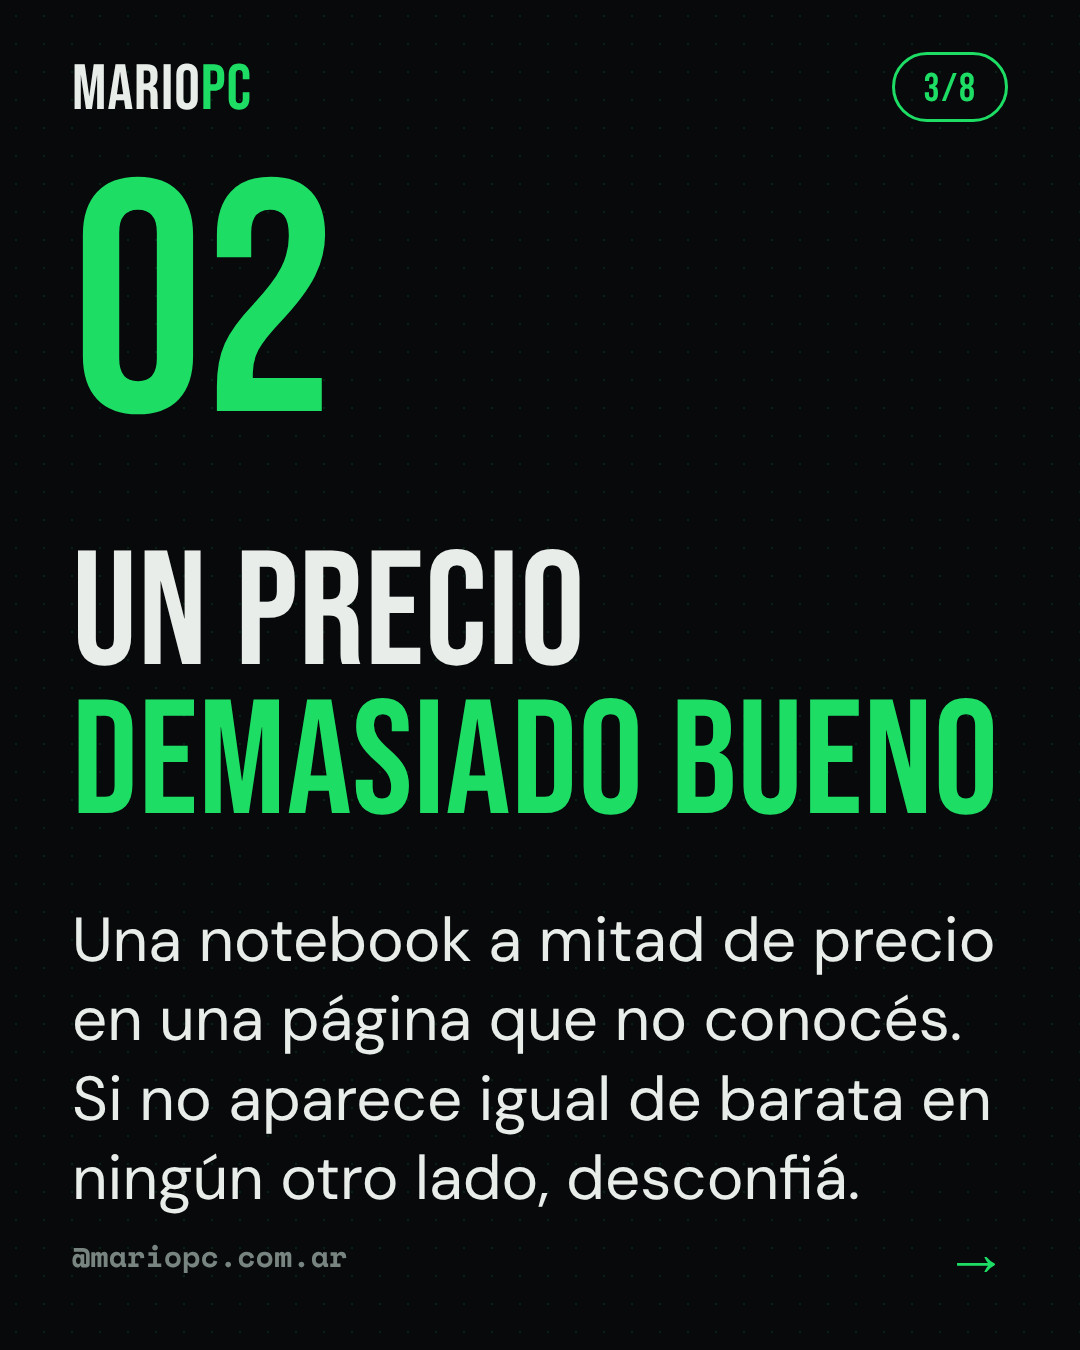 MARIOPC
3/8
02
UN PRECIO
DEMASIADO BUENO
Una notebook a mitad de precio
en una página que no conocés.
Si no aparece igual de barata en
ningún otro lado, desconfiá.
@mariopc.com.ar
→